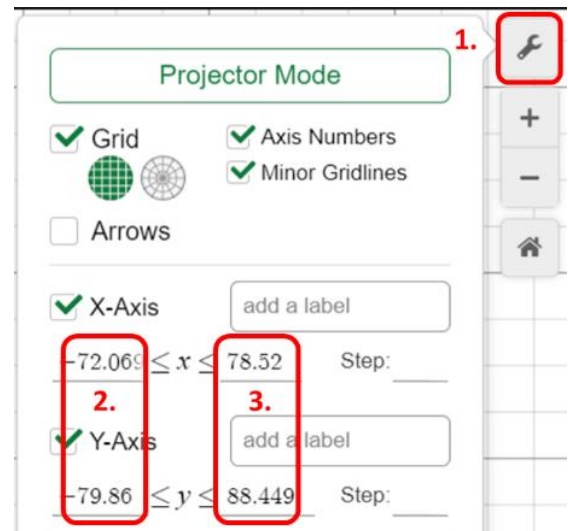 1.
Projector Mode
Grid
Axis Numbers
Minor Gridlines
+
−
Arrows
X-Axis
add a label
−72.069 ≤ x ≤ 78.52 Step:
2. 3.
Y-Axis
add a label
−79.86 ≤ y ≤ 88.449 Step: